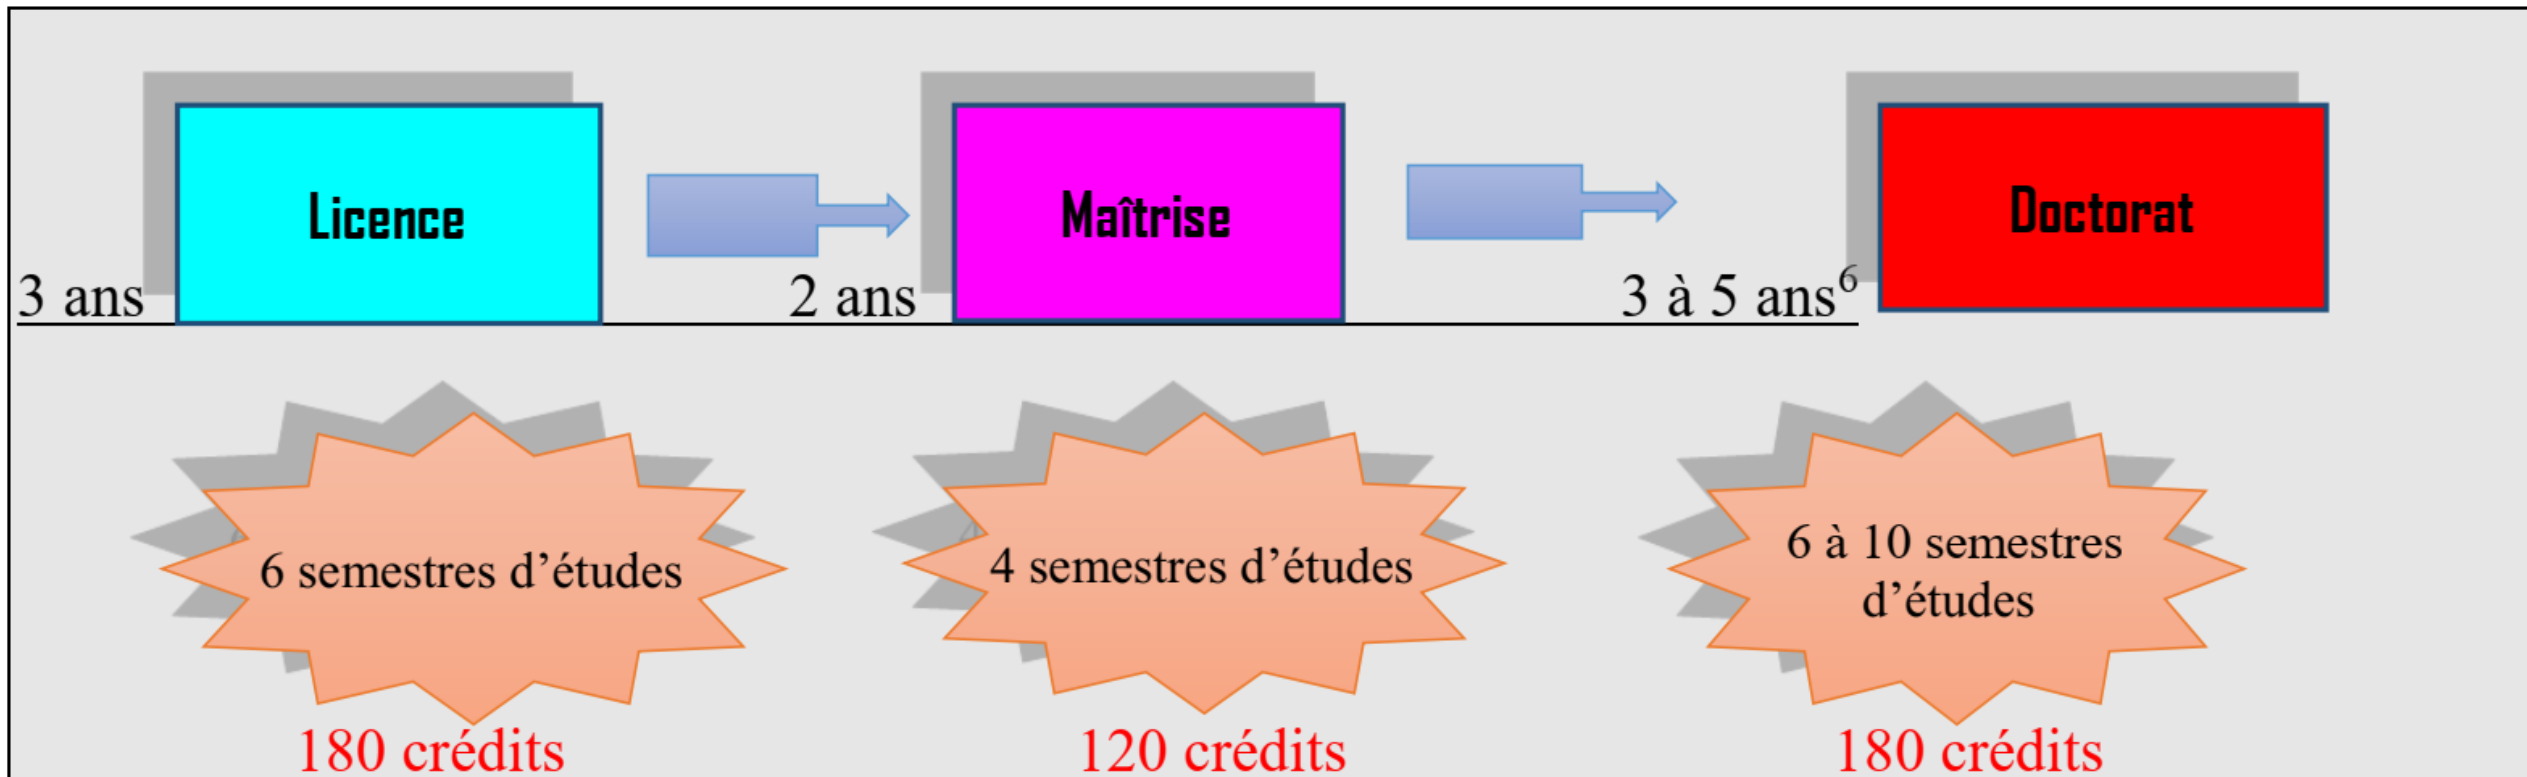 Licence
Maîtrise
Doctorat
3 ans
2 ans
3 à 5 ans⁶
6 semestres d’études
4 semestres d’études
6 à 10 semestres
d’études
180 crédits
120 crédits
180 crédits